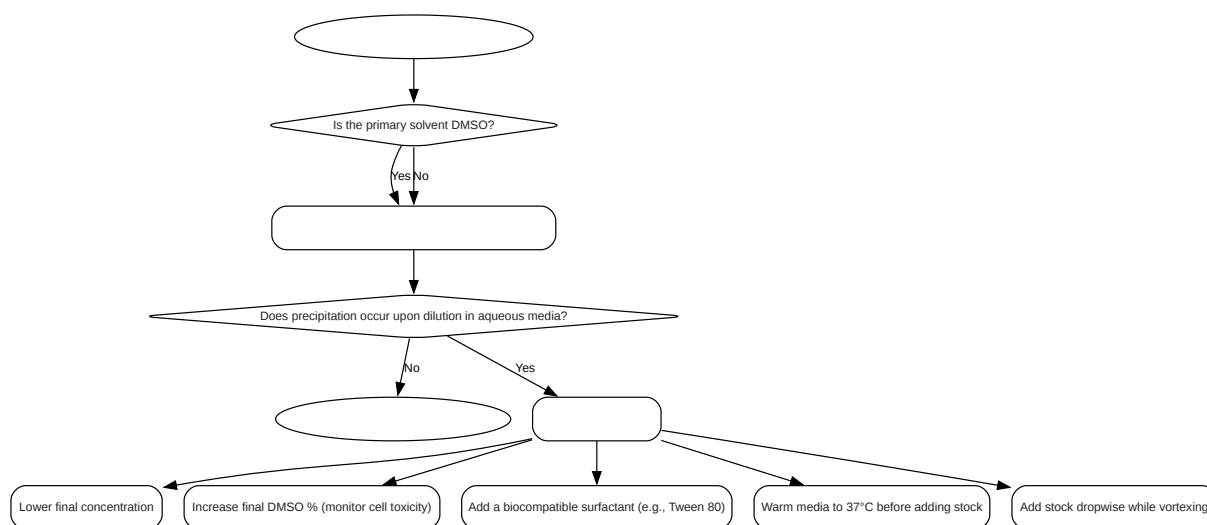 Is the primary solvent DMSO?
Yes No
Does precipitation occur upon dilution in aqueous media?
No
Yes
Lower final concentration
Increase final DMSO % (monitor cell toxicity)
Add a biocompatible surfactant (e.g., Tween 80)
Warm media to 37°C before adding stock
Add stock dropwise while vortexing